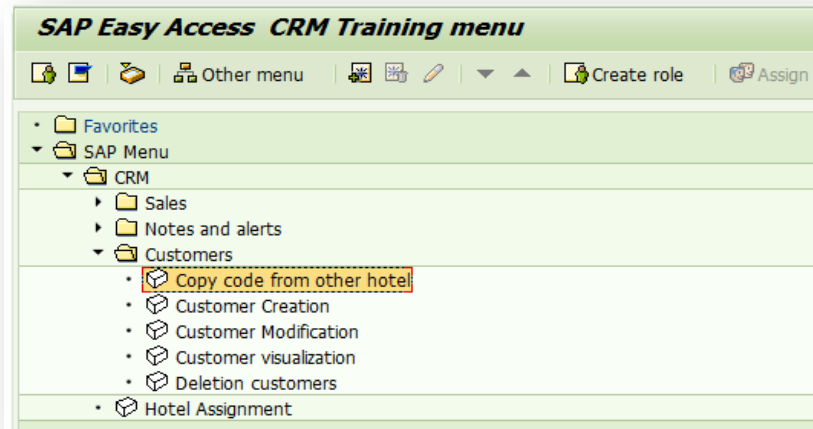 SAP Easy Access CRM Training menu
Other menu Create role Assign
Favorites
SAP Menu
CRM
Sales
Notes and alerts
Customers
Copy code from other hotel
Customer Creation
Customer Modification
Customer visualization
Deletion customers
Hotel Assignment